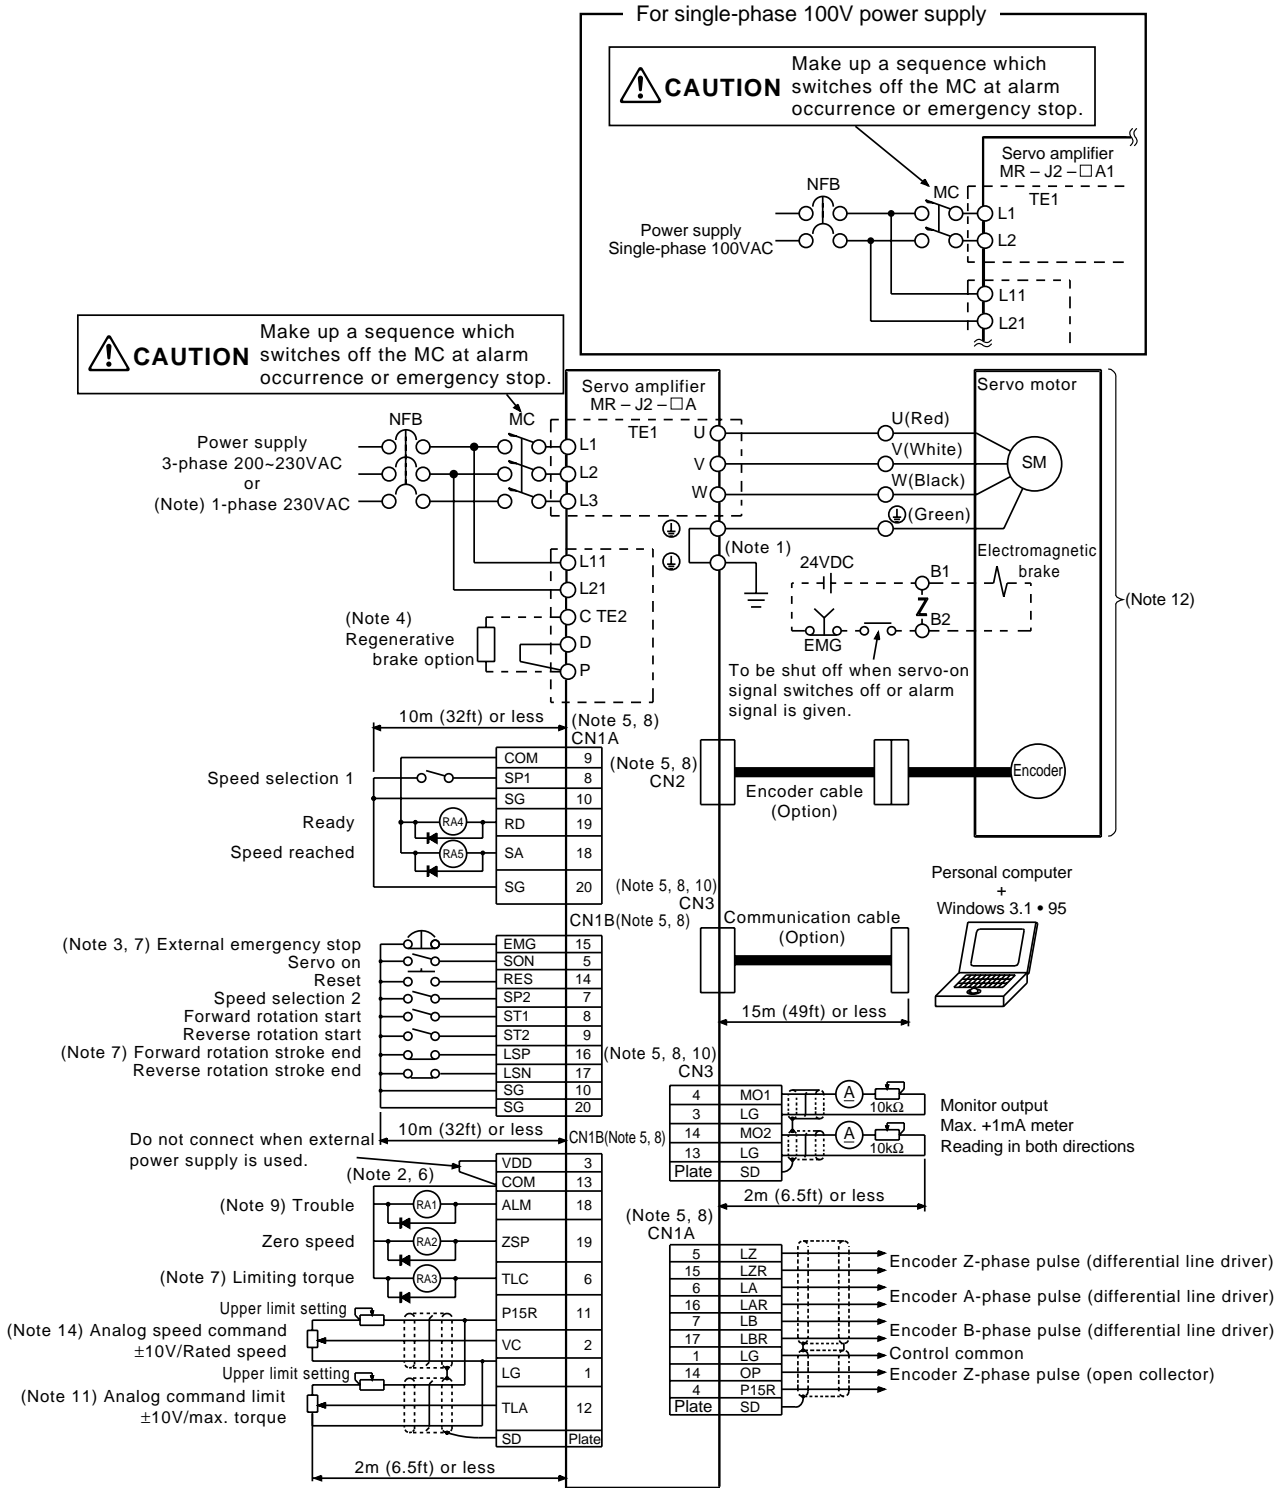 For single-phase 100V power supply
CAUTION
Make up a sequence which
switches off the MC at alarm
occurrence or emergency stop.
Servo amplifier
MR – J2 – □ A1
NFB
MC
TE1
L1
Power supply
Single-phase 100VAC
L2
L11
L21
CAUTION
Make up a sequence which
switches off the MC at alarm
occurrence or emergency stop.
Servo amplifier
MR – J2 – □ A
Servo motor
NFB
MC
TE1
U
U(Red)
Power supply
3-phase 200~230VAC
or
(Note) 1-phase 230VAC
L1
L2
L3
V
V(White)
SM
W
W(Black)
(Green)
(Note 1)
L11
L21
24VDC
B1
Electromagnetic
brake
Z
B2
EMG
(Note 12)
(Note 4)
Regenerative
brake option
C TE2
D
P
To be shut off when servo-on
signal switches off or alarm
signal is given.
10m (32ft) or less
(Note 5, 8)
CN1A
COM 9
Speed selection 1 SP1 8
SG 10
Ready RA4 RD 19
Speed reached RA5 SA 18
SG 20
(Note 5, 8)
CN2
Encoder cable
(Option)
Encoder
(Note 5, 8, 10)
CN3
Communication cable
(Option)
Personal computer
+
Windows 3.1 • 95
15m (49ft) or less
CN1B(Note 5, 8)
(Note 3, 7) External emergency stop EMG 15
Servo on SON 5
Reset RES 14
Speed selection 2 SP2 7
Forward rotation start ST1 8
Reverse rotation start ST2 9
(Note 7) Forward rotation stroke end LSP 16
Reverse rotation stroke end LSN 17
SG 10
SG 20
10m (32ft) or less
(Note 5, 8, 10)
CN3
4 MO1 A 10kΩ
3 LG
14 MO2 A 10kΩ
13 LG
Plate SD
Monitor output
Max. +1mA meter
Reading in both directions
2m (6.5ft) or less
Do not connect when external
power supply is used.
CN1B(Note 5, 8)
VDD 3
(Note 2, 6)
COM 13
(Note 9) Trouble RA1 ALM 18
Zero speed RA2 ZSP 19
(Note 7) Limiting torque RA3 TLC 6
Upper limit setting
P15R 11
(Note 14) Analog speed command
±10V/Rated speed
VC 2
LG 1
Upper limit setting
(Note 11) Analog command limit
±10V/max. torque
TLA 12
SD Plate
2m (6.5ft) or less
(Note 5, 8)
CN1A
5 LZ
15 LZR
Encoder Z-phase pulse (differential line driver)
6 LA
16 LAR
Encoder A-phase pulse (differential line driver)
7 LB
17 LBR
Encoder B-phase pulse (differential line driver)
1 LG Control common
14 OP Encoder Z-phase pulse (open collector)
4 P15R
Plate SD